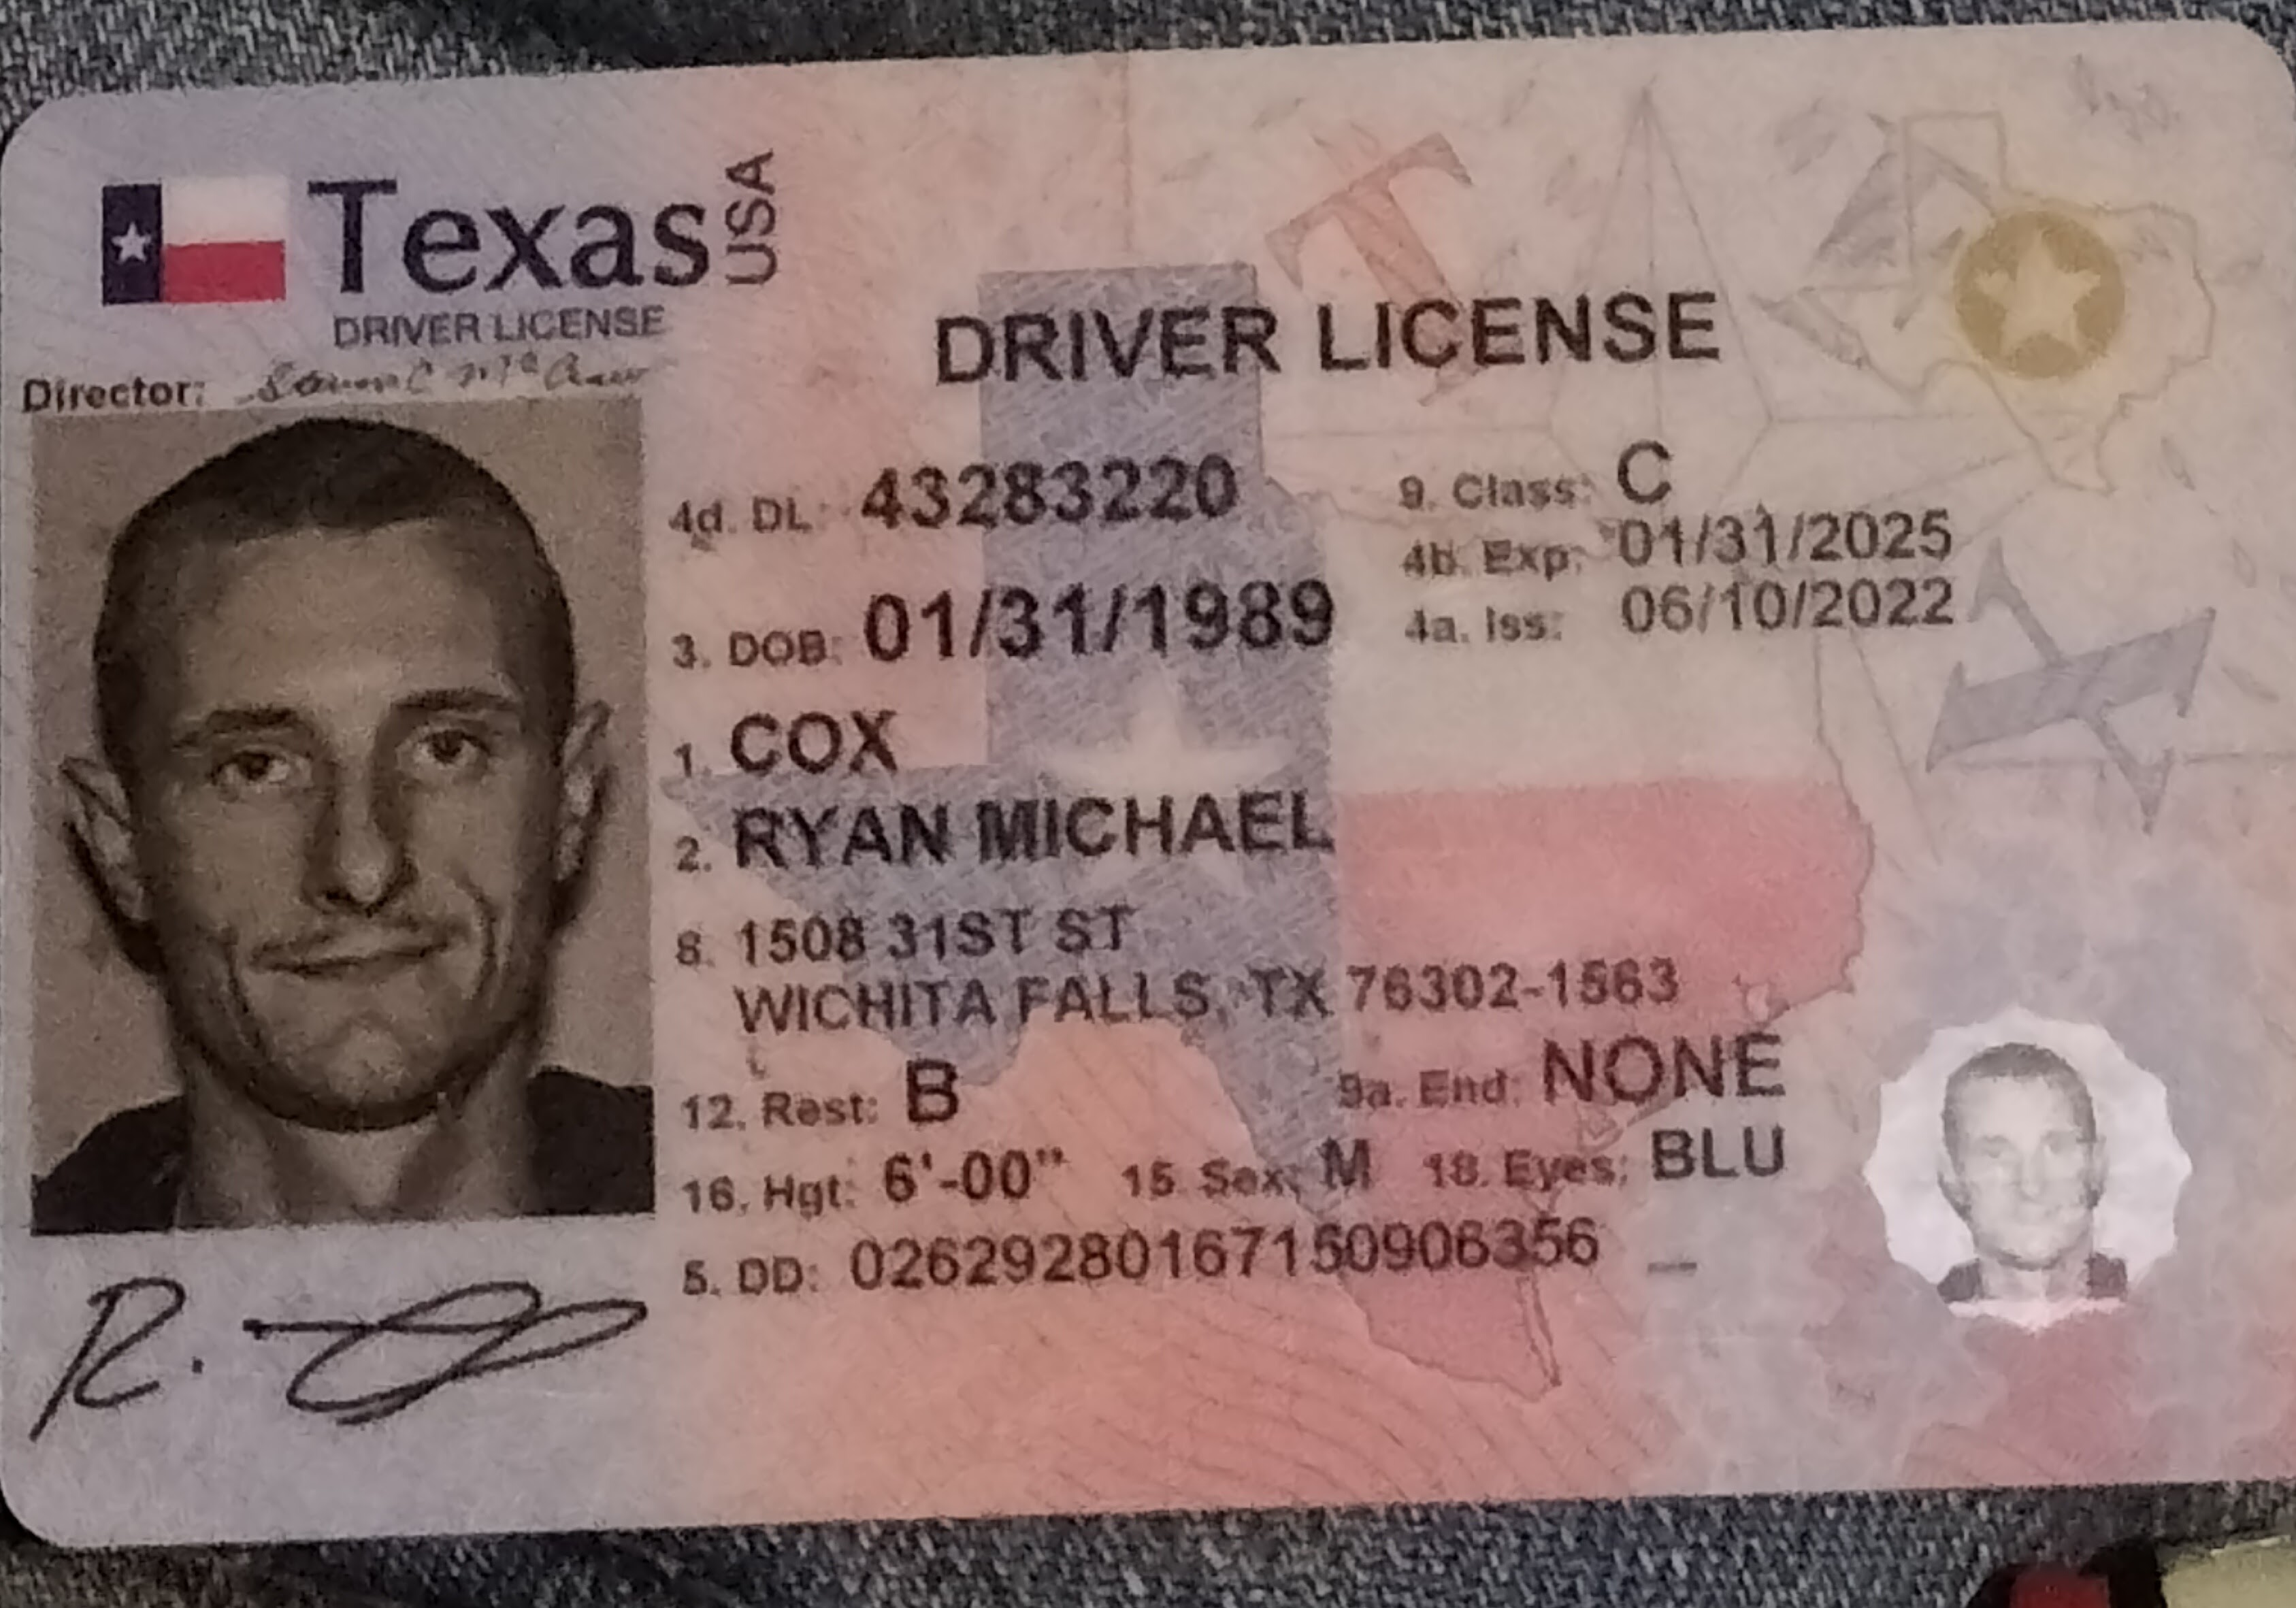 Texas USA
DRIVER LICENSE
Director:
DRIVER LICENSE
4d. DL: 43283220
9. Class: C
4b. Exp: 01/31/2025
3. DOB: 01/31/1989
4a. Iss: 06/10/2022
1. COX
2. RYAN MICHAEL
8. 1508 31ST ST
WICHITA FALLS, TX 76302-1563
12. Rest: B
9a. End: NONE
16. Hgt: 6'-00"
15. Sex: M
18. Eyes: BLU
5. DD: 02629280167150906356